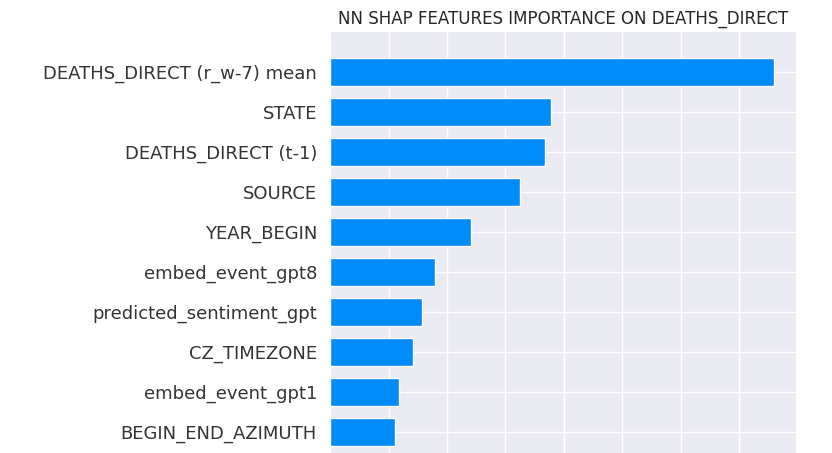 NN SHAP FEATURES IMPORTANCE ON DEATHS_DIRECT
DEATHS_DIRECT (r_w-7) mean
STATE
DEATHS_DIRECT (t-1)
SOURCE
YEAR_BEGIN
embed_event_gpt8
predicted_sentiment_gpt
CZ_TIMEZONE
embed_event_gpt1
BEGIN_END_AZIMUTH